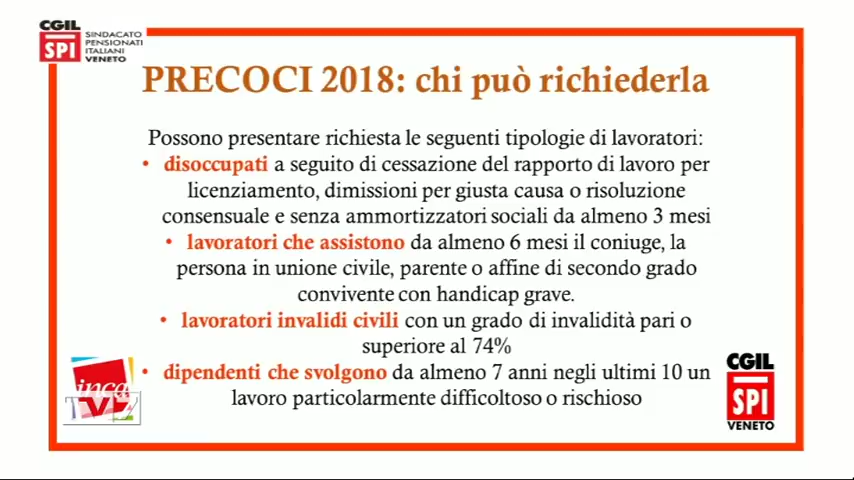 CGIL
SPI
SINDACATO
PENSIONATI
ITALIANI
VENETO
PRECOCI 2018: chi può richiederla
Possono presentare richiesta le seguenti tipologie di lavoratori:
• disoccupati a seguito di cessazione del rapporto di lavoro per
licenziamento, dimissioni per giusta causa o risoluzione
consensuale e senza ammortizzatori sociali da almeno 3 mesi
• lavoratori che assistono da almeno 6 mesi il coniuge, la
persona in unione civile, parente o affine di secondo grado
convivente con handicap grave.
• lavoratori invalidi civili con un grado di invalidità pari o
superiore al 74%
• dipendenti che svolgono da almeno 7 anni negli ultimi 10 un
lavoro particolarmente difficoltoso o rischioso
inca
TV
CGIL
SPI
VENETO